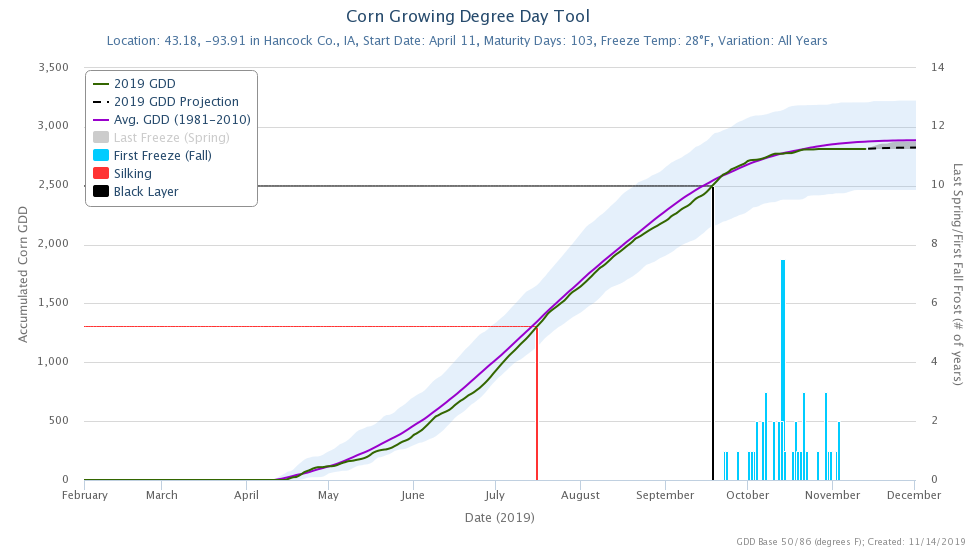 Corn Growing Degree Day Tool
Location: 43.18, -93.91 in Hancock Co., IA, Start Date: April 11, Maturity Days: 103, Freeze Temp: 28°F, Variation: All Years
3,500
3,000
2,500
2,000
1,500
1,000
500
0
Accumulated Corn GDD
2019 GDD
2019 GDD Projection
Avg. GDD (1981-2010)
Last Freeze (Spring)
First Freeze (Fall)
Silking
Black Layer
14
12
10
8
6
4
2
0
Last Spring/First Fall Frost (# of years)
February March April May June July August September October November December
Date (2019)
GDD Base 50/86 (degrees F); Created: 11/14/2019